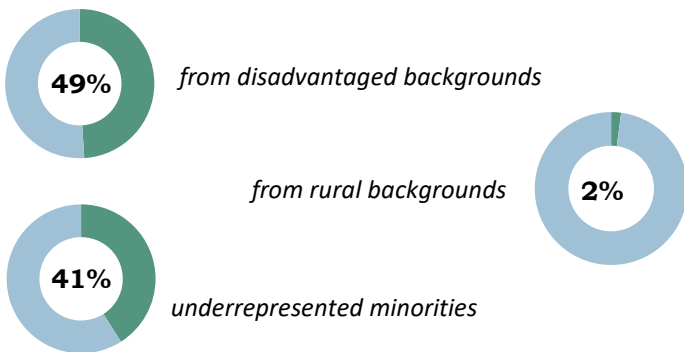 49%
from disadvantaged backgrounds
from rural backgrounds
2%
41%
underrepresented minorities